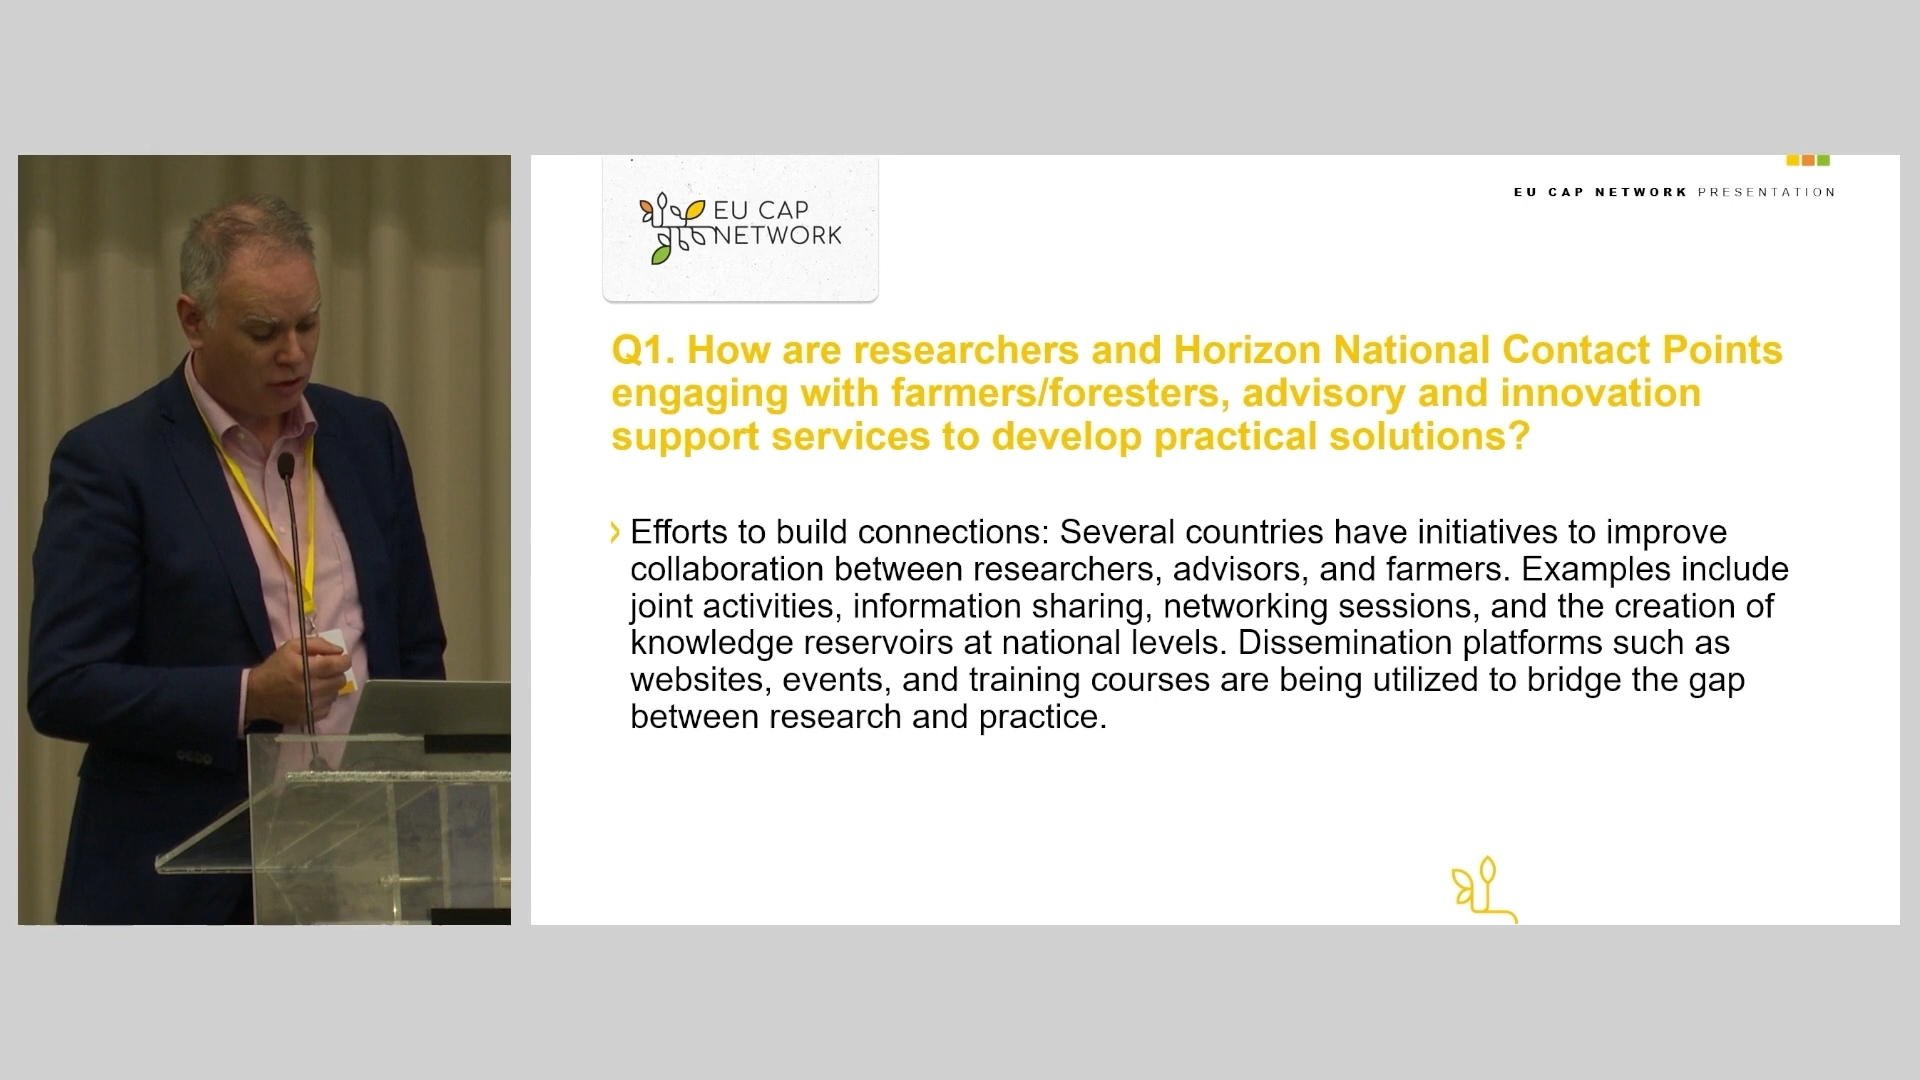 EU CAP
NETWORK
EU CAP NETWORK PRESENTATION
Q1. How are researchers and Horizon National Contact Points
engaging with farmers/foresters, advisory and innovation
support services to develop practical solutions?
Efforts to build connections: Several countries have initiatives to improve
collaboration between researchers, advisors, and farmers. Examples include
joint activities, information sharing, networking sessions, and the creation of
knowledge reservoirs at national levels. Dissemination platforms such as
websites, events, and training courses are being utilized to bridge the gap
between research and practice.